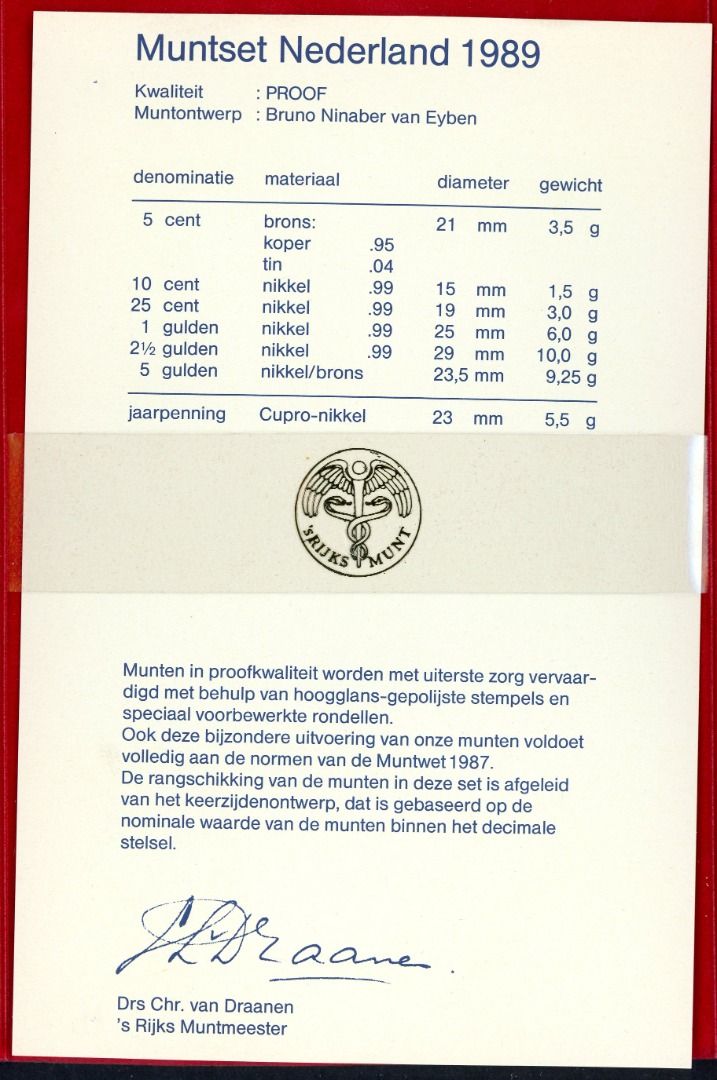 Muntset Nederland 1989
Kwaliteit : PROOF
Muntontwerp : Bruno Ninaber van Eyben
denominatie materiaal diameter gewicht
5 cent brons: 21 mm 3,5 g
koper .95
tin .04
10 cent nikkel .99 15 mm 1,5 g
25 cent nikkel .99 19 mm 3,0 g
1 gulden nikkel .99 25 mm 6,0 g
2½ gulden nikkel .99 29 mm 10,0 g
5 gulden nikkel/brons 23,5 mm 9,25 g
jaarpenning Cupro-nikkel 23 mm 5,5 g
'sRIJKS MUNT
Munten in proofkwaliteit worden met uiterste zorg vervaar-
digd met behulp van hoogglans-gepolijste stempels en
speciaal voorbewerkte rondellen.
Ook deze bijzondere uitvoering van onze munten voldoet
volledig aan de normen van de Muntwet 1987.
De rangschikking van de munten in deze set is afgeleid
van het keerzijdenontwerp, dat is gebaseerd op de
nominale waarde van de munten binnen het decimale
stelsel.
Draanen
Drs Chr. van Draanen
's Rijks Muntmeester